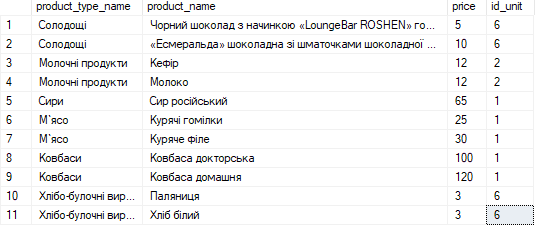 product_type_name product_name price id_unit
1 Солодощі Чорний шоколад з начинкою «LoungeBar ROSHEN» го... 5 6
2 Солодощі «Есмеральда» шоколадна зі шматочками шоколадної ... 10 6
3 Молочні продукти Кефір 12 2
4 Молочні продукти Молоко 12 2
5 Сири Сир російський 65 1
6 М`ясо Курячі гомілки 25 1
7 М`ясо Куряче філе 30 1
8 Ковбаси Ковбаса докторська 100 1
9 Ковбаси Ковбаса домашня 120 1
10 Хлібо-булочні вир... Паляниця 3 6
11 Хлібо-булочні вир... Хліб білий 3 6